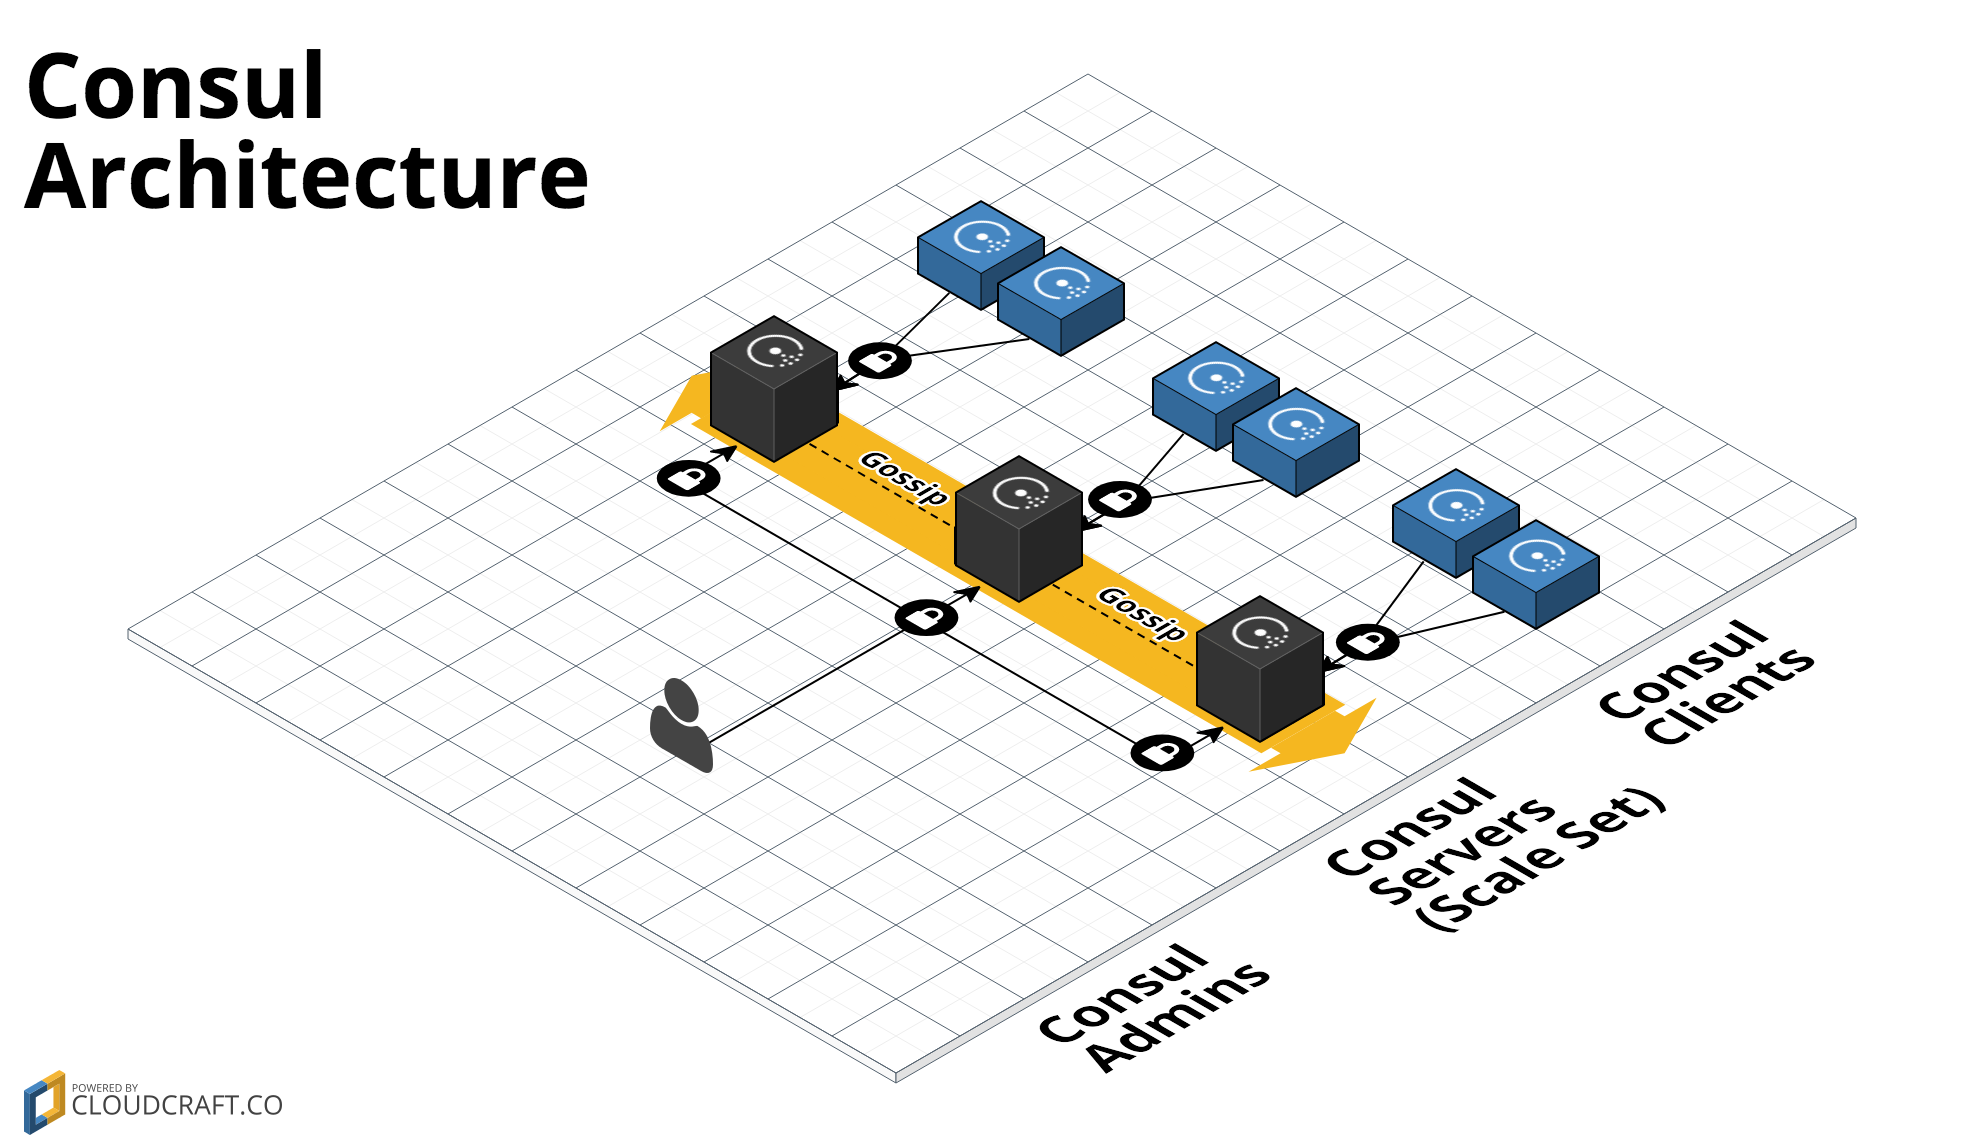 Consul
Architecture
Gossip
Gossip
Consul
Clients
Consul
Servers
(Scale Set)
Consul
Admins
POWERED BY
CLOUDCRAFT.CO